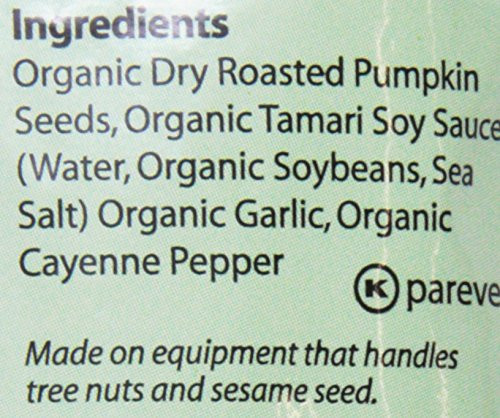 Ingredients
Organic Dry Roasted Pumpkin
Seeds, Organic Tamari Soy Sauce
(Water, Organic Soybeans, Sea
Salt) Organic Garlic, Organic
Cayenne Pepper
K pareve
Made on equipment that handles
tree nuts and sesame seed.